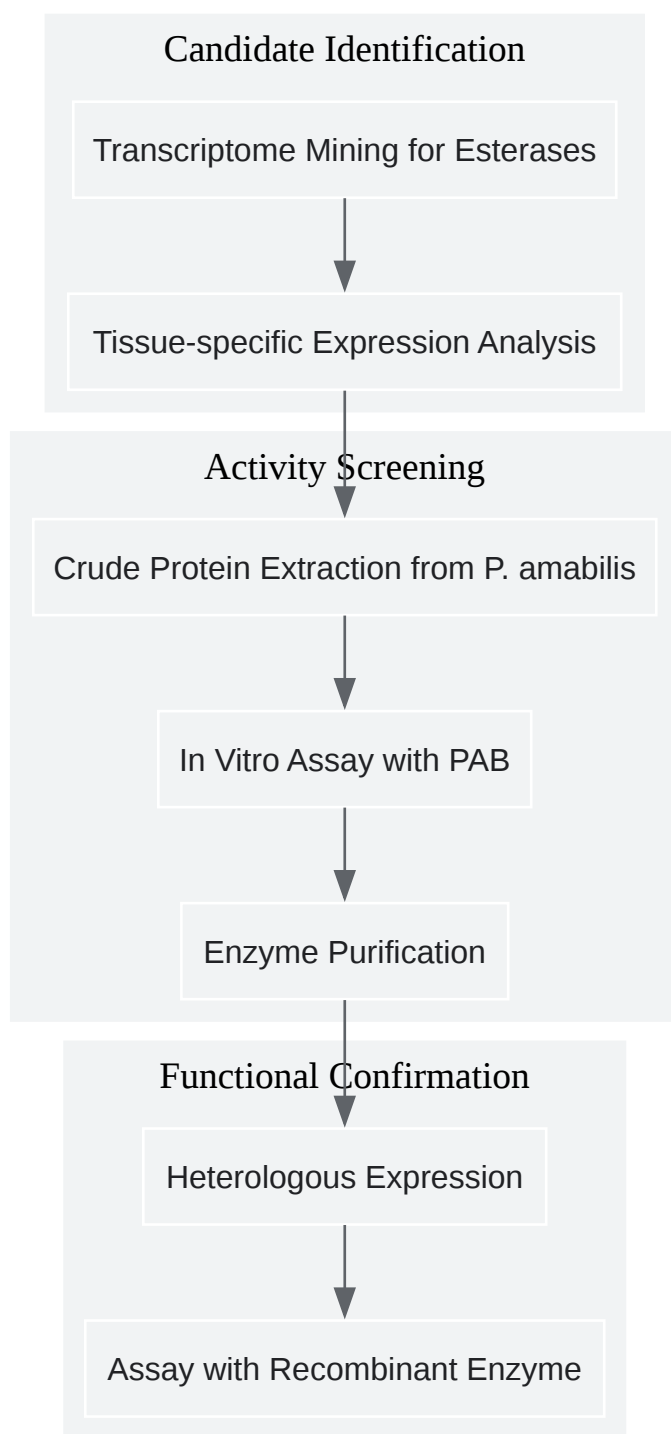 Candidate Identification
Transcriptome Mining for Esterases
Tissue-specific Expression Analysis
Activity Screening
Crude Protein Extraction from P. amabilis
In Vitro Assay with PAB
Enzyme Purification
Functional Confirmation
Heterologous Expression
Assay with Recombinant Enzyme